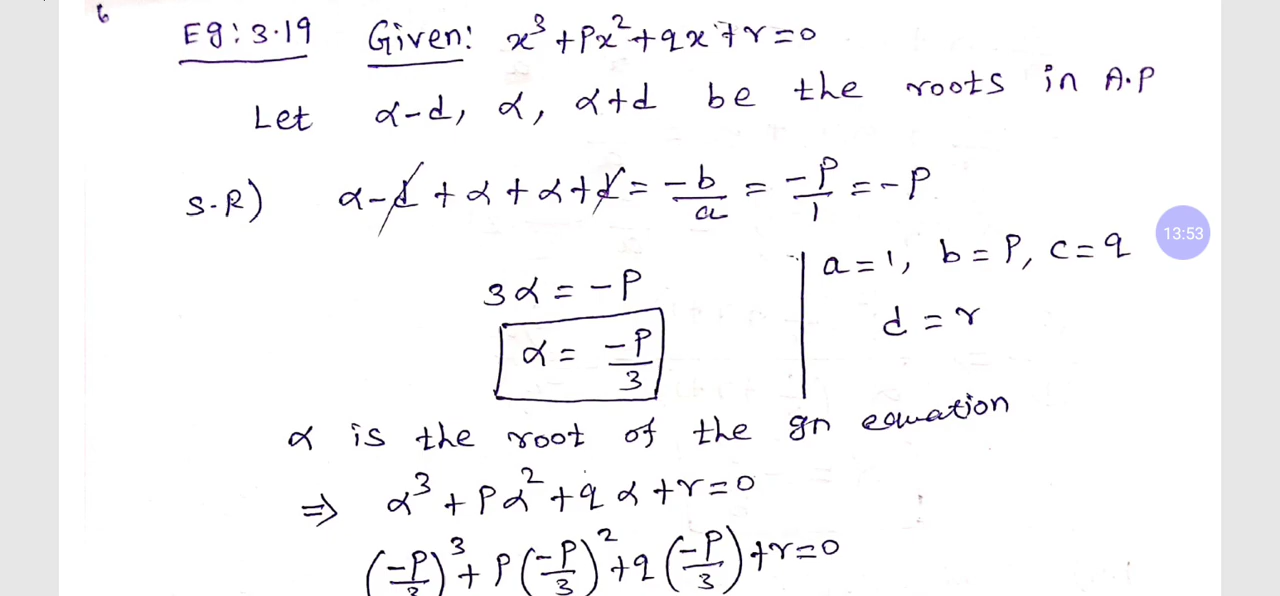 6
Eg: 3.19 Given: x³ + Px² + qx + r = 0
Let α-d, α, α+d be the roots in A.P
S.R) α-d + α + α+d = -b/a = -P/1 = -P
3α = -P
α = -P/3
a = 1, b = P, c = q
d = r
13:53
α is the root of the gn equation
⇒ α³ + Pα² + qα + r = 0
(-P/3)³ + P(-P/3)² + q(-P/3) + r = 0